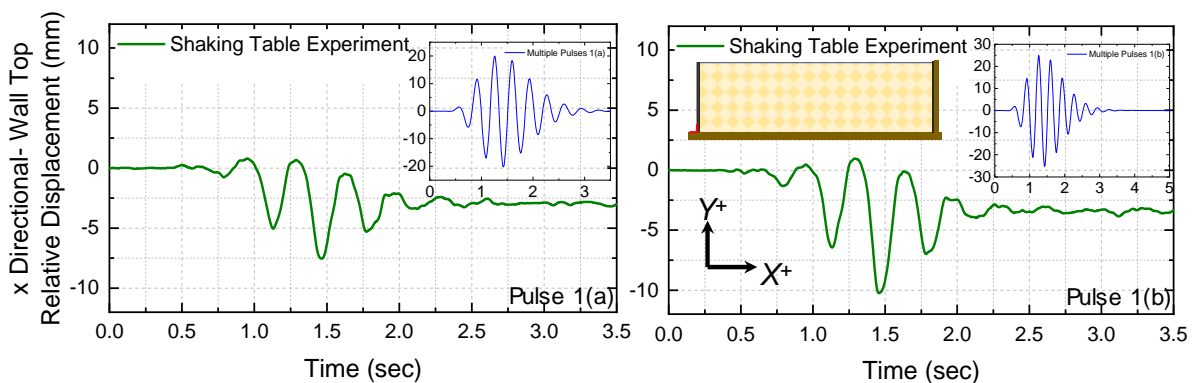 x Directional- Wall Top
Relative Displacement (mm)
10
5
0
-5
-10
Shaking Table Experiment
20
10
0
-10
-20
Multiple Pulses 1(a)
0 1 2 3
Pulse 1(a)
0.0 0.5 1.0 1.5 2.0 2.5 3.0 3.5
Time (sec)
10
5
0
-5
-10
Shaking Table Experiment
30
20
10
0
-10
-20
-30
Multiple Pulses 1(b)
0 1 2 3 4 5
Y+
X+
Pulse 1(b)
0.0 0.5 1.0 1.5 2.0 2.5 3.0 3.5
Time (sec)